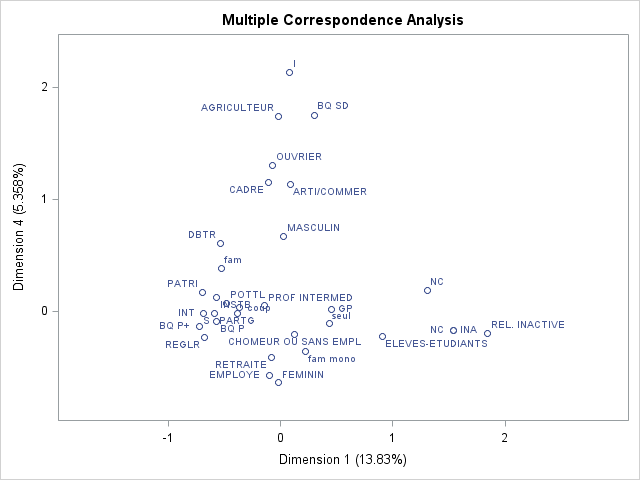 Multiple Correspondence Analysis
I
2
AGRICULTEUR
BQ SD
OUVRIER
CADRE
ARTI/COMMER
1
MASCULIN
DBTR
fam
PATRI
NC
POTTL
PROF INTERMED
INSTB
coup
GP
INT
0
S
PARTG
seul
BQ P+
BQ P
NC
INA
REL. INACTIVE
REGLR
CHOMEUR OU SANS EMPL
ELEVES-ETUDIANTS
fam mono
RETRAITE
EMPLOYE
FEMININ
Dimension 4 (5.358%)
-1
0
1
2
Dimension 1 (13.83%)